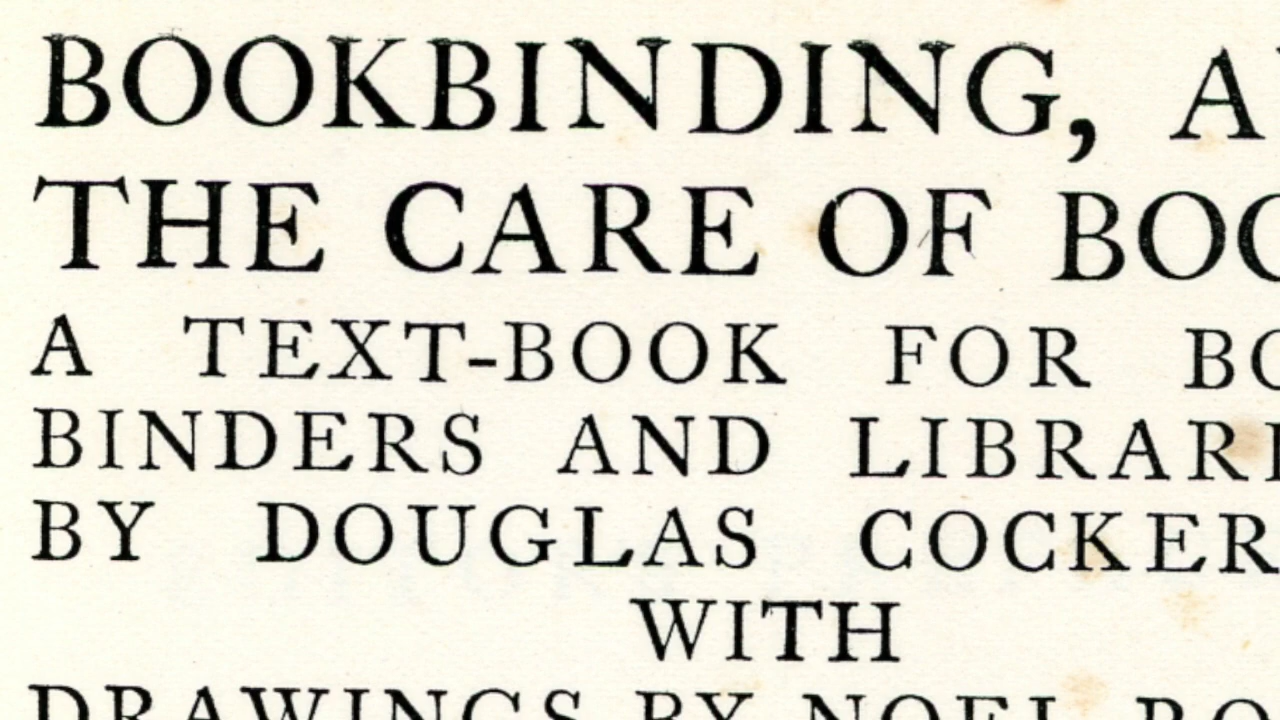 BOOKBINDING, A
THE CARE OF BOO
A TEXT-BOOK FOR BO
BINDERS AND LIBRARI
BY DOUGLAS COCKER
WITH
DRAWINGS BY NOEL RO